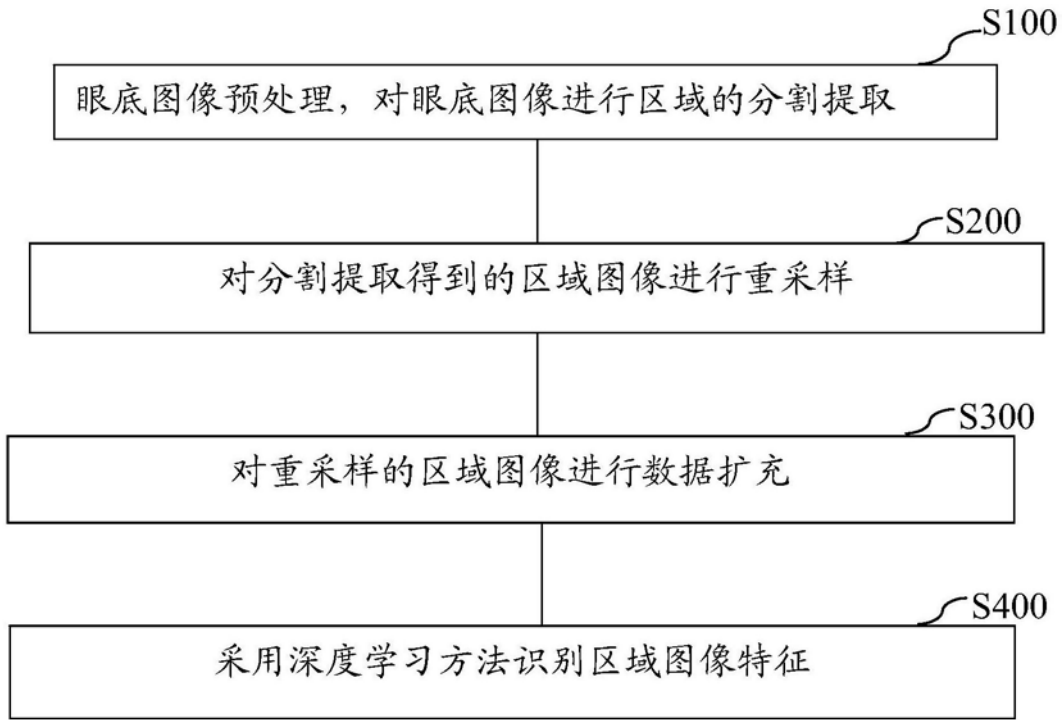 S100
眼底图像预处理，对眼底图像进行区域的分割提取
S200
对分割提取得到的区域图像进行重采样
S300
对重采样的区域图像进行数据扩充
S400
采用深度学习方法识别区域图像特征